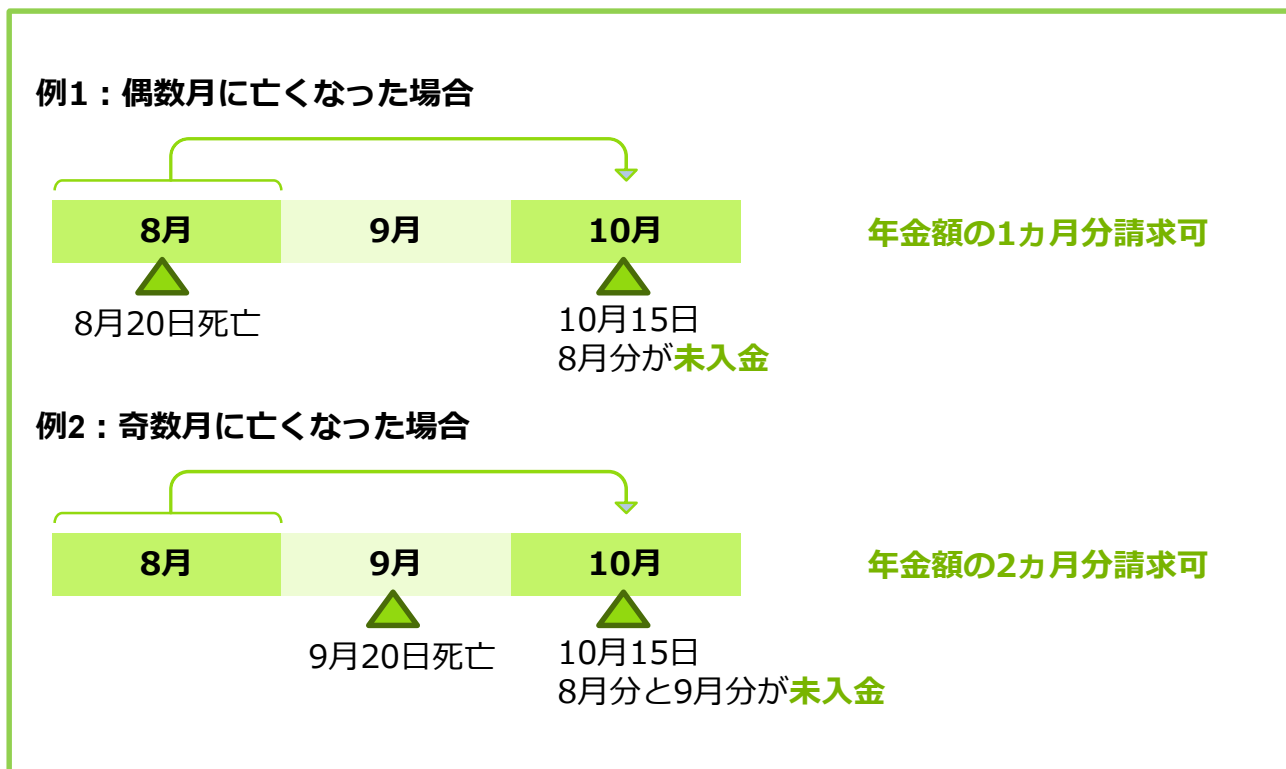 例1：偶数月に亡くなった場合
8月 9月 10月 年金額の1ヵ月分請求可
8月20日死亡
10月15日
8月分が未入金
例2：奇数月に亡くなった場合
8月 9月 10月 年金額の2ヵ月分請求可
9月20日死亡
10月15日
8月分と9月分が未入金